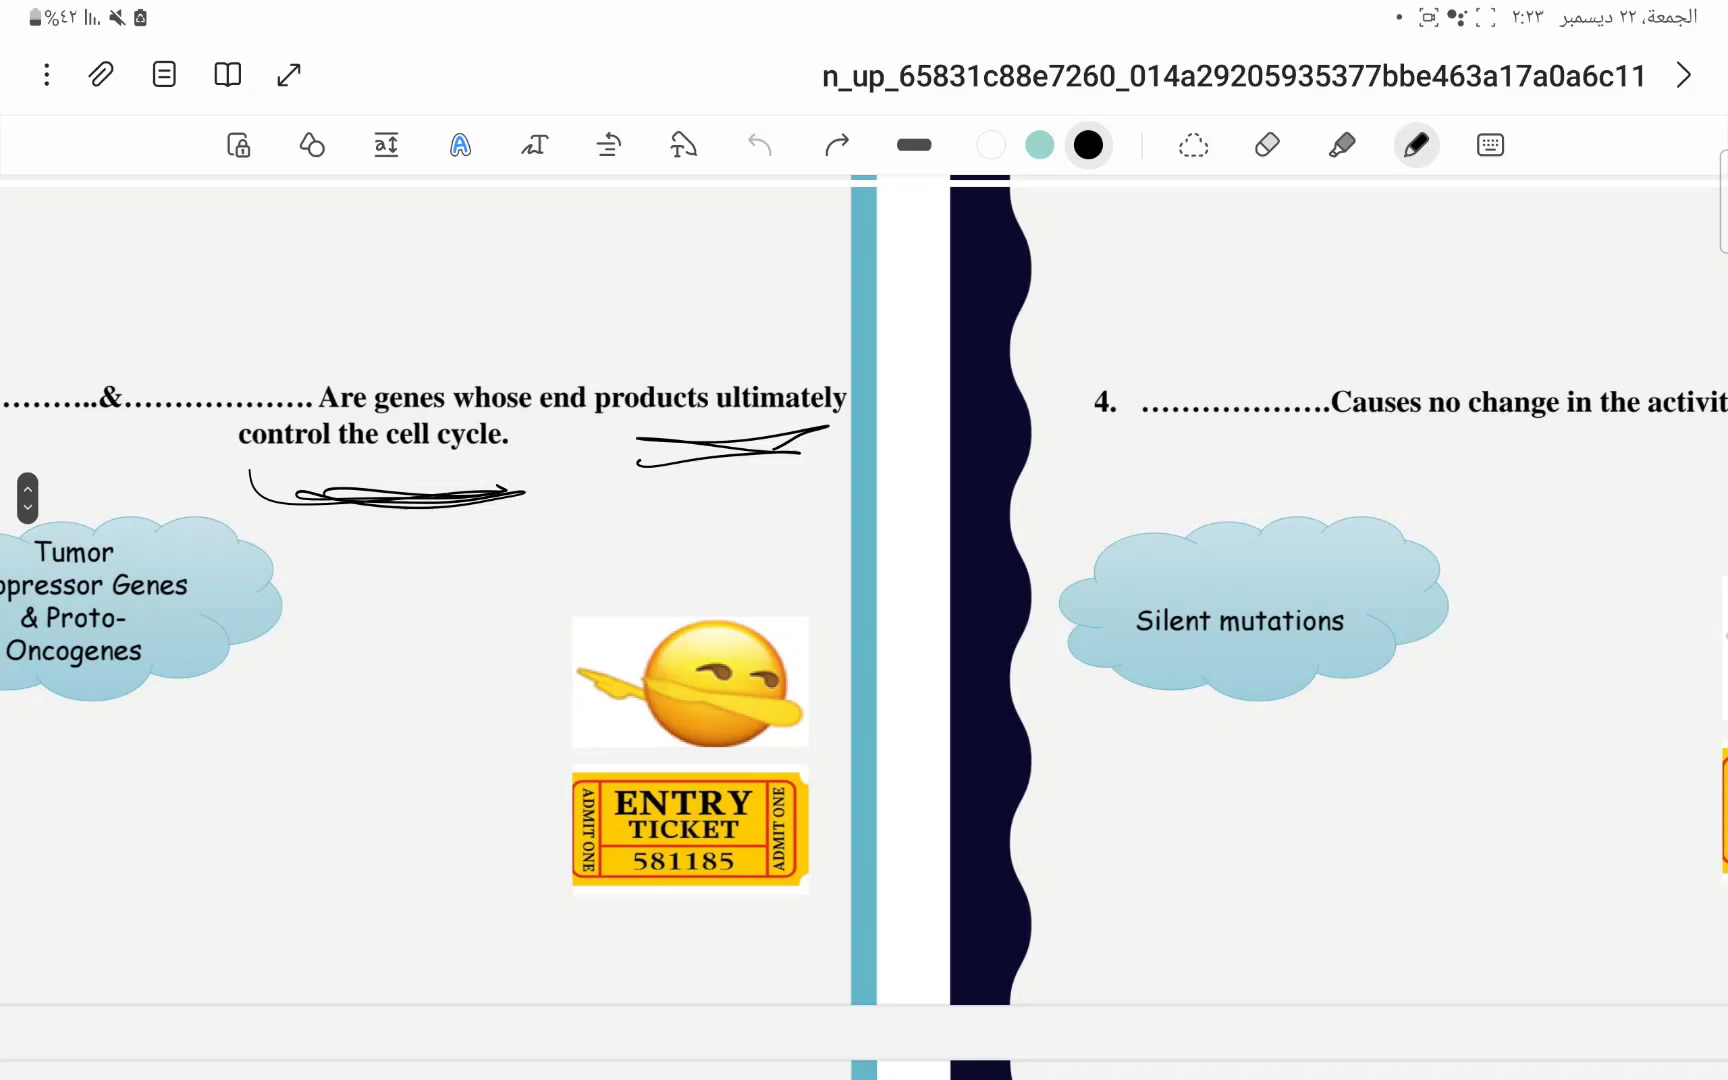 %٤٢
الجمعة، ٢٢ ديسمبر ٢:٢٣
n_up_65831c88e7260_014a29205935377bbe463a17a0a6c11
………..&………………. Are genes whose end products ultimately
control the cell cycle.
Tumor
ppressor Genes
& Proto-
Oncogenes
ADMIT ONE
ENTRY
TICKET
581185
ADMIT ONE
4. ……………….Causes no change in the activit
Silent mutations